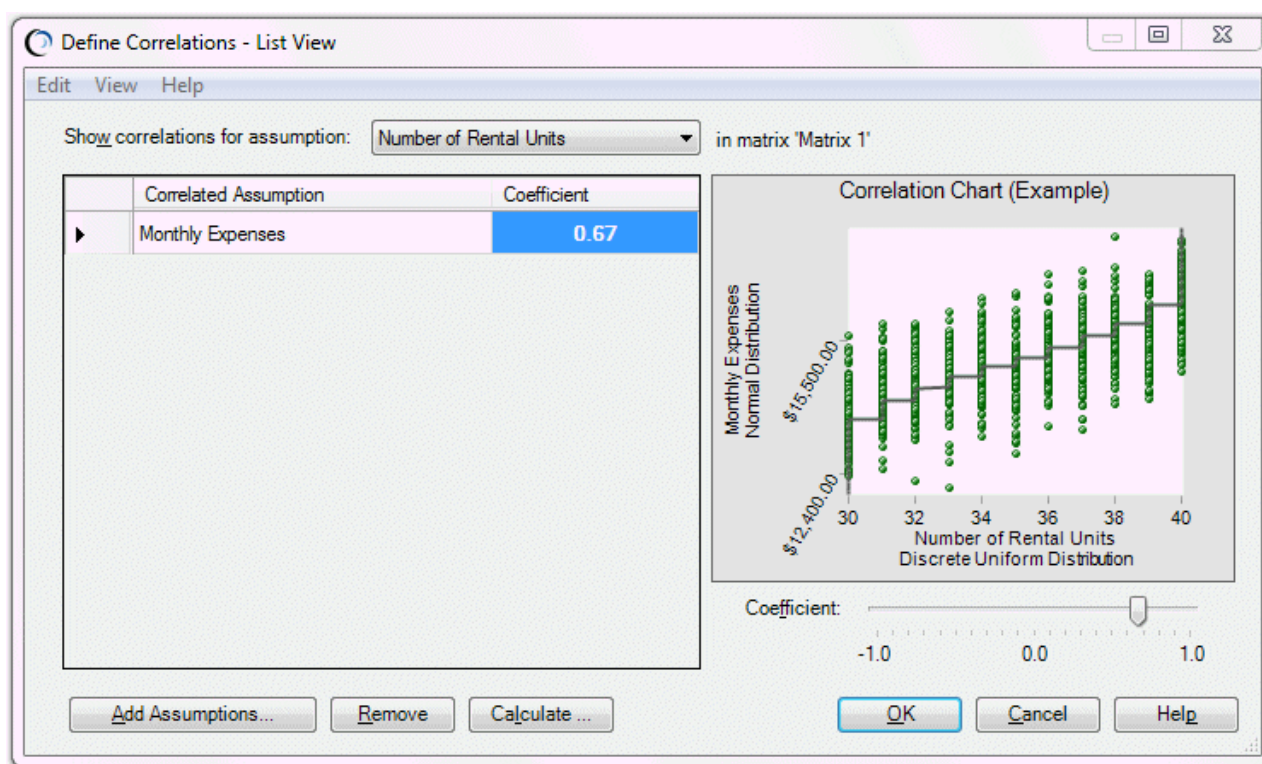 Define Correlations - List View
Edit View Help
Show correlations for assumption: Number of Rental Units in matrix 'Matrix 1'
Correlated Assumption Coefficient
Monthly Expenses 0.67
Correlation Chart (Example)
Monthly Expenses
Normal Distribution
$15,500.00
$12,400.00
30 32 34 36 38 40
Number of Rental Units
Discrete Uniform Distribution
Coefficient:
-1.0 0.0 1.0
Add Assumptions... Remove Calculate ... OK Cancel Help